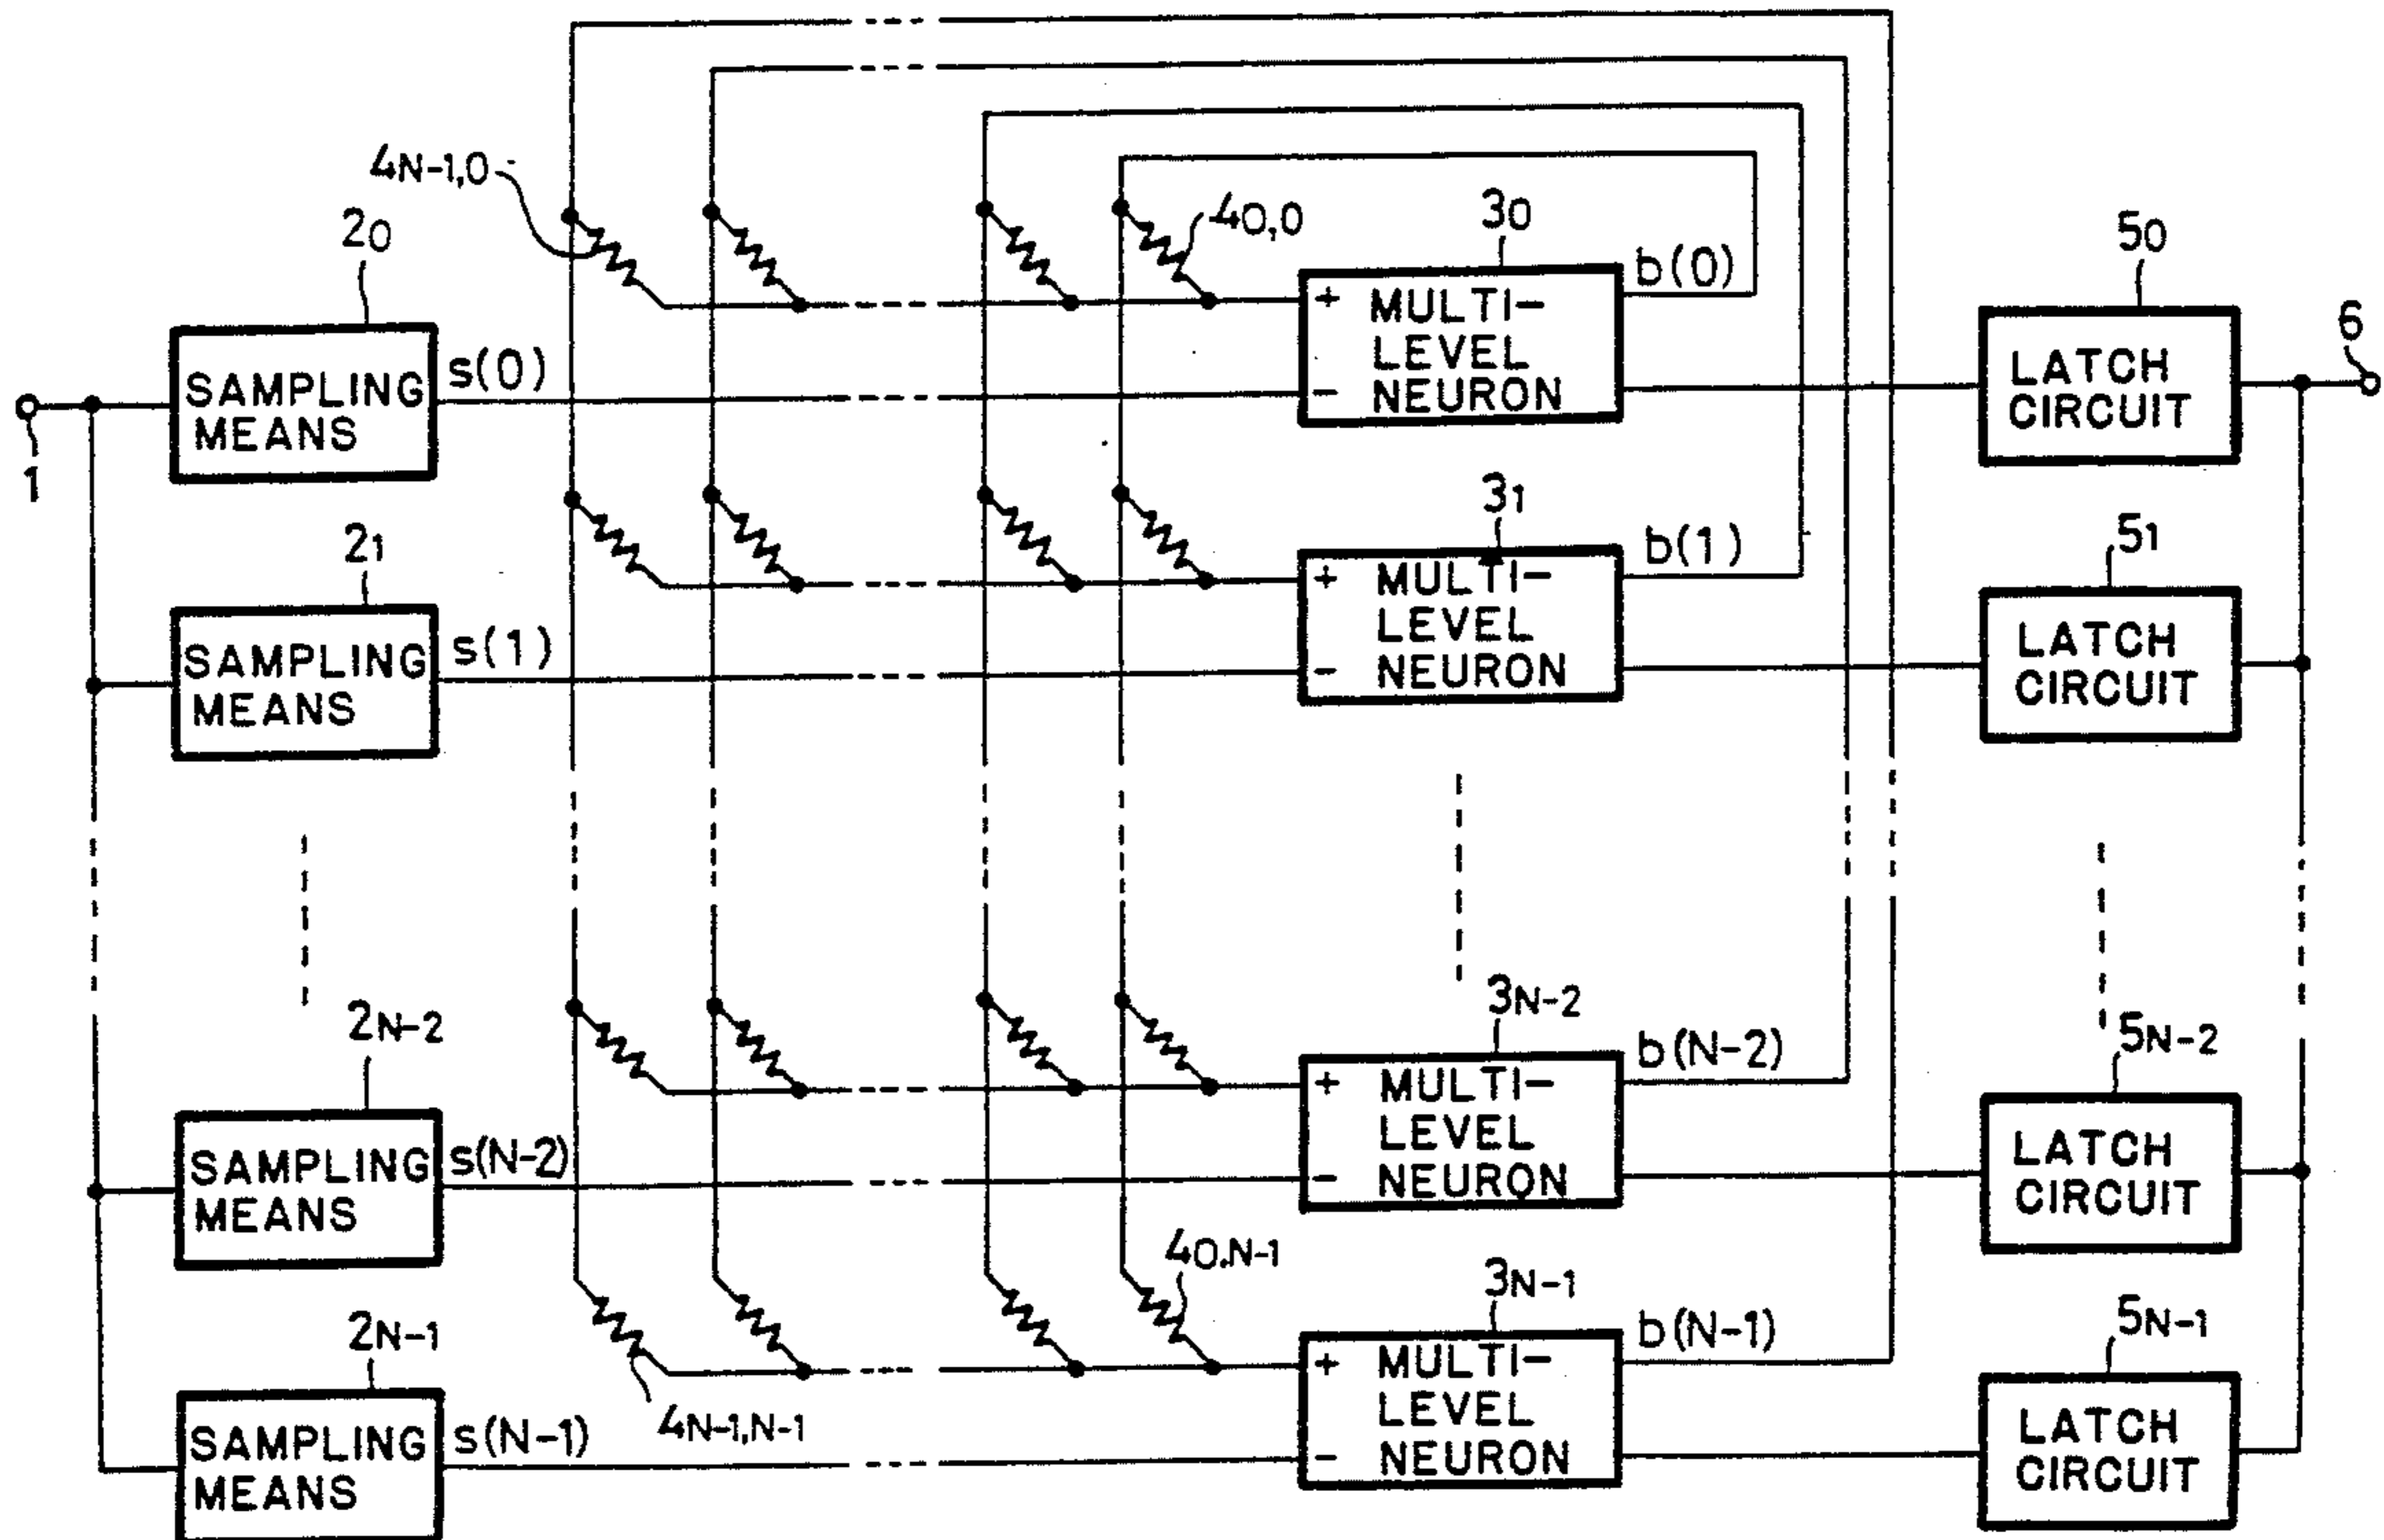 4N-1,0
40,0
30
b(0)
20
50
6
+ MULTI-
LEVEL
- NEURON
SAMPLING
MEANS
s(0)
LATCH
CIRCUIT
1
31
b(1)
21
51
+ MULTI-
LEVEL
- NEURON
SAMPLING
MEANS
s(1)
LATCH
CIRCUIT
3N-2
b(N-2)
2N-2
5N-2
+ MULTI-
LEVEL
- NEURON
SAMPLING
MEANS
s(N-2)
LATCH
CIRCUIT
40.N-1
3N-1
b(N-1)
2N-1
5N-1
+ MULTI-
LEVEL
- NEURON
4N-1,N-1
SAMPLING
MEANS
s(N-1)
LATCH
CIRCUIT